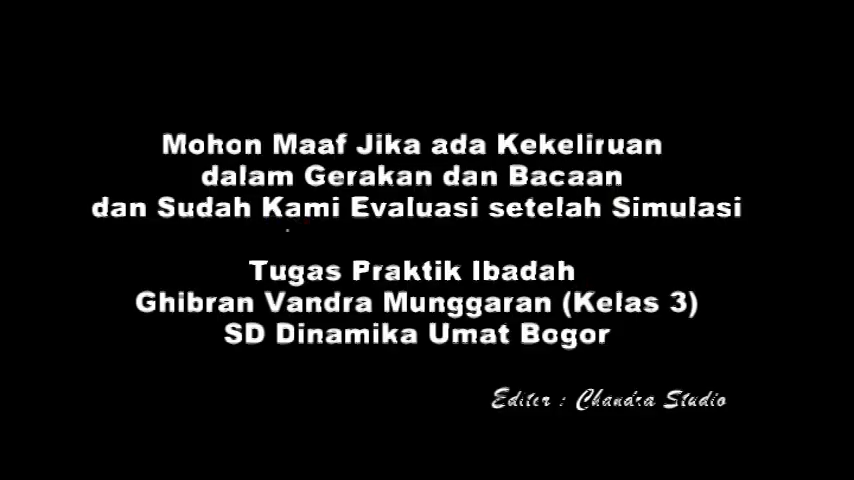 Mohon Maaf Jika ada Kekeliruan
dalam Gerakan dan Bacaan
dan Sudah Kami Evaluasi setelah Simulasi
Tugas Praktik Ibadah
Ghibran Vandra Munggaran (Kelas 3)
SD Dinamika Umat Bogor
Editer : Chandra Studio